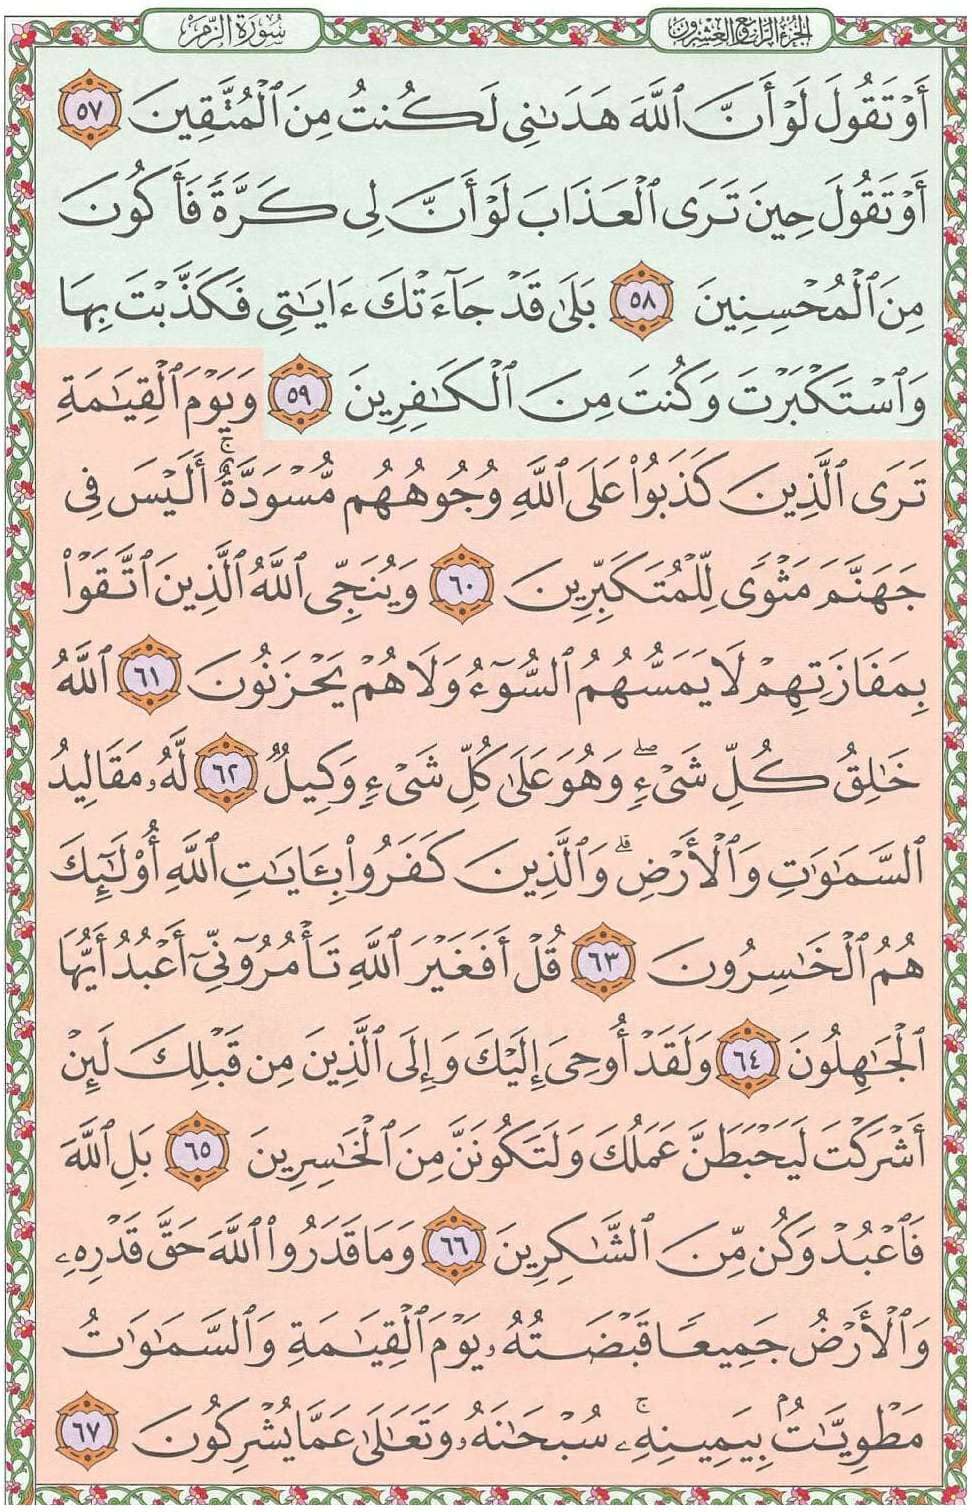 الجزء الرابع والعشرون
سورة الزمر
أَوْ تَقُولَ لَوْ أَنَّ ٱللَّهَ هَدَىٰنِى لَكُنتُ مِنَ ٱلْمُتَّقِينَ ٥٧
أَوْ تَقُولَ حِينَ تَرَى ٱلْعَذَابَ لَوْ أَنَّ لِى كَرَّةً فَأَكُونَ
مِنَ ٱلْمُحْسِنِينَ ٥٨ بَلَىٰ قَدْ جَآءَتْكَ ءَايَـٰتِى فَكَذَّبْتَ بِهَا
وَٱسْتَكْبَرْتَ وَكُنتَ مِنَ ٱلْكَـٰفِرِينَ ٥٩ وَيَوْمَ ٱلْقِيَـٰمَةِ
تَرَى ٱلَّذِينَ كَذَبُوا۟ عَلَى ٱللَّهِ وُجُوهُهُم مُّسْوَدَّةٌ ۚ أَلَيْسَ فِى
جَهَنَّمَ مَثْوًى لِّلْمُتَكَبِّرِينَ ٦٠ وَيُنَجِّى ٱللَّهُ ٱلَّذِينَ ٱتَّقَوْا۟
بِمَفَازَتِهِمْ لَا يَمَسُّهُمُ ٱلسُّوٓءُ وَلَا هُمْ يَحْزَنُونَ ٦١ ٱللَّهُ
خَـٰلِقُ كُلِّ شَىْءٍ ۖ وَهُوَ عَلَىٰ كُلِّ شَىْءٍ وَكِيلٌ ٦٢ لَّهُۥ مَقَالِيدُ
ٱلسَّمَـٰوَٰتِ وَٱلْأَرْضِ ۗ وَٱلَّذِينَ كَفَرُوا۟ بِـَٔايَـٰتِ ٱللَّهِ أُو۟لَـٰٓئِكَ
هُمُ ٱلْخَـٰسِرُونَ ٦٣ قُلْ أَفَغَيْرَ ٱللَّهِ تَأْمُرُوٓنِّىٓ أَعْبُدُ أَيُّهَا
ٱلْجَـٰهِلُونَ ٦٤ وَلَقَدْ أُوحِىَ إِلَيْكَ وَإِلَى ٱلَّذِينَ مِن قَبْلِكَ لَئِنْ
أَشْرَكْتَ لَيَحْبَطَنَّ عَمَلُكَ وَلَتَكُونَنَّ مِنَ ٱلْخَـٰسِرِينَ ٦٥ بَلِ ٱللَّهَ
فَٱعْبُدْ وَكُن مِّنَ ٱلشَّـٰكِرِينَ ٦٦ وَمَا قَدَرُوا۟ ٱللَّهَ حَقَّ قَدْرِهِۦ
وَٱلْأَرْضُ جَمِيعًا قَبْضَتُهُۥ يَوْمَ ٱلْقِيَـٰمَةِ وَٱلسَّمَـٰوَٰتُ
مَطْوِيَّـٰتٌۢ بِيَمِينِهِۦ ۚ سُبْحَـٰنَهُۥ وَتَعَـٰلَىٰ عَمَّا يُشْرِكُونَ ٦٧